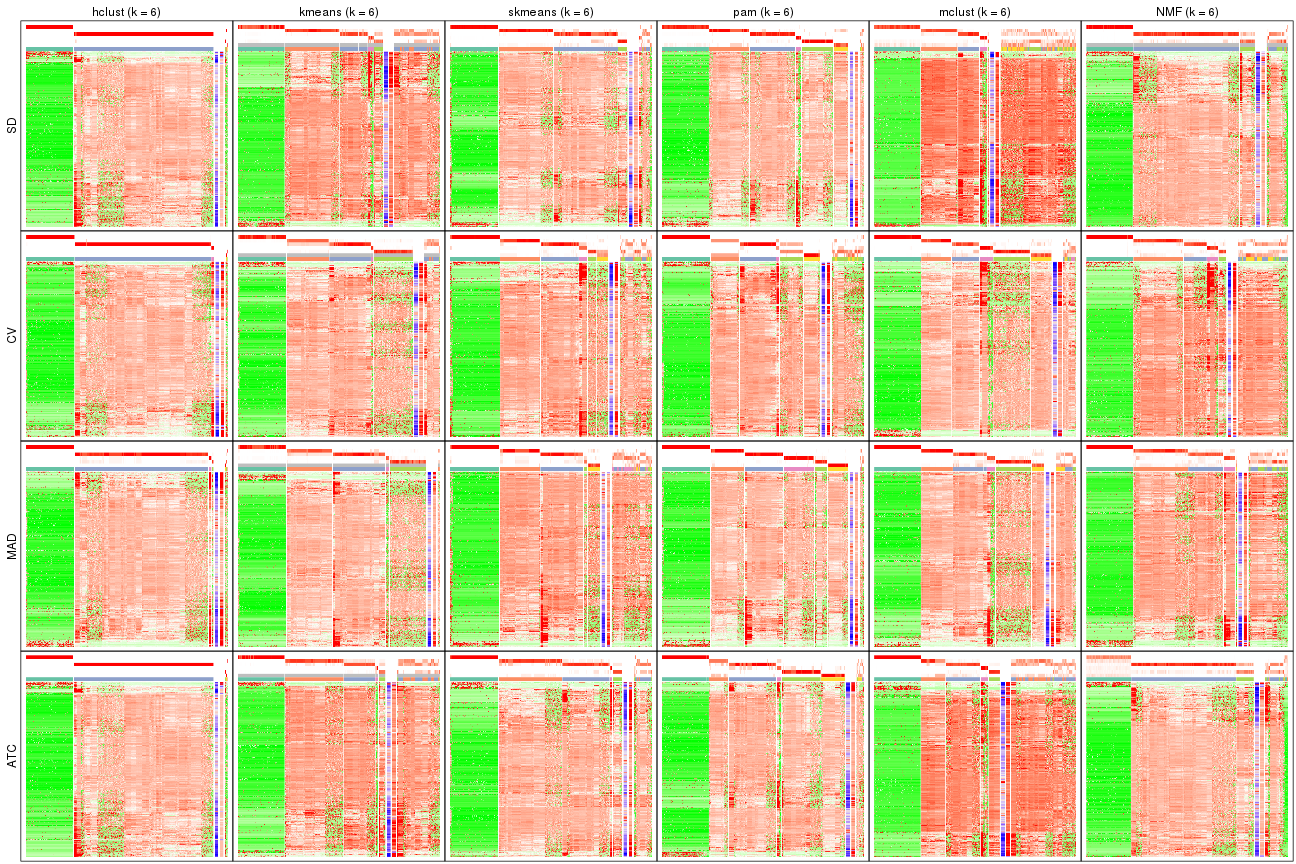 hclust (k = 6) kmeans (k = 6) skmeans (k = 6) pam (k = 6) mclust (k = 6) NMF (k = 6)
SD
CV
MAD
ATC